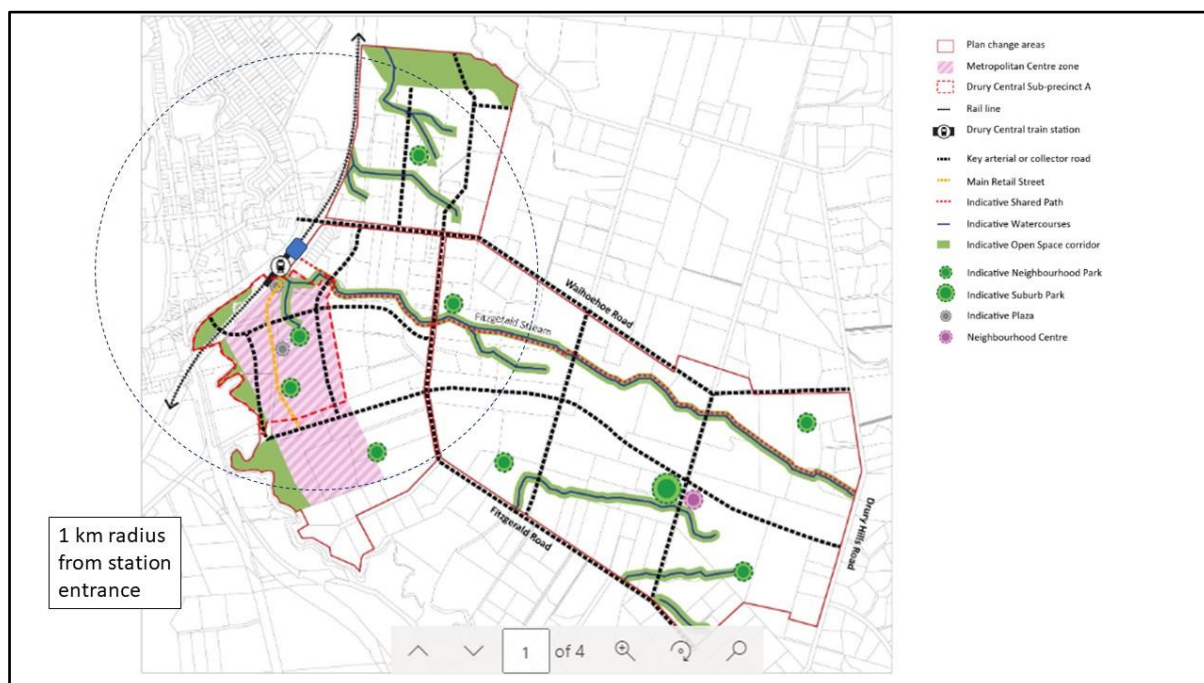 Plan change areas
Metropolitan Centre zone
Drury Central Sub-precinct A
Rail line
Drury Central train station
Key arterial or collector road
Main Retail Street
Indicative Shared Path
Indicative Watercourses
Indicative Open Space corridor
Indicative Neighbourhood Park
Indicative Suburb Park
Indicative Plaza
Neighbourhood Centre
Waihoehoe Road
Fitzgerald Stream
Fitzgerald Road
Drury Hills Road
1 km radius
from station
entrance
1 of 4